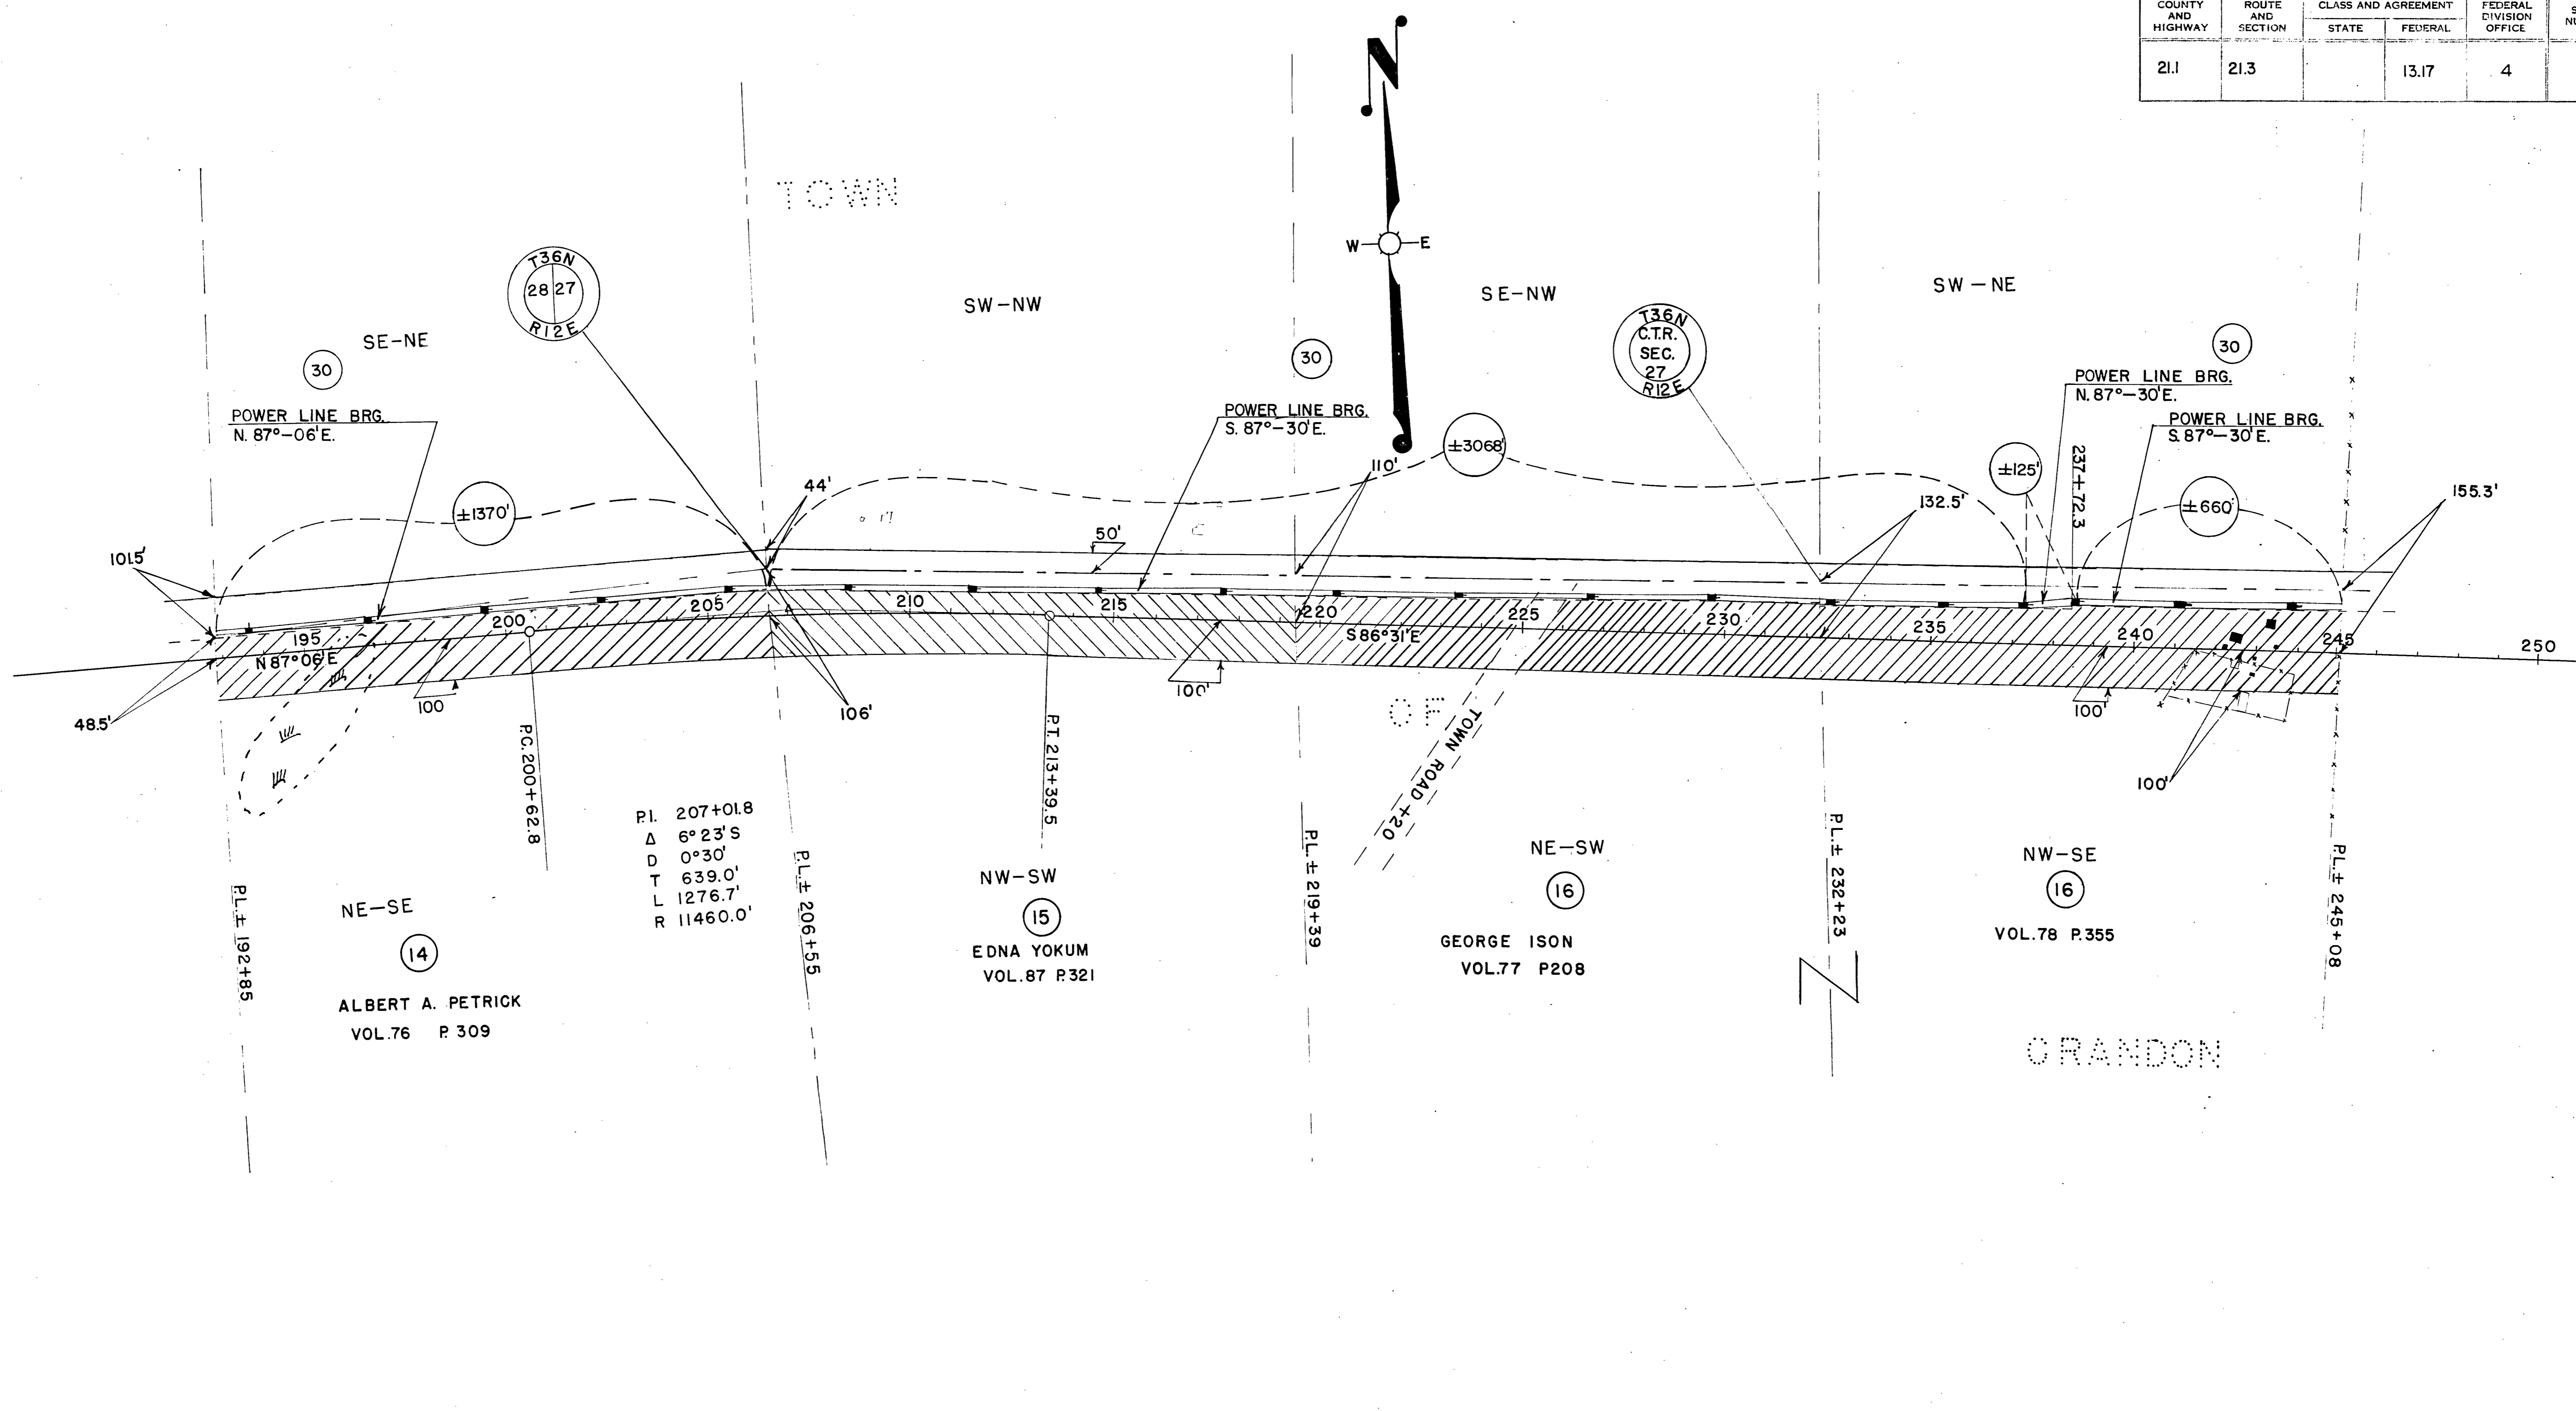 COUNTY AND HIGHWAY
ROUTE AND SECTION
CLASS AND AGREEMENT
STATE
FEDERAL
FEDERAL DIVISION OFFICE
21.1
21.3
13.17
4
N
W
E
TOWN
T36N
28 27
R12E
SE-NE
30
POWER LINE BRG.
N. 87°-06'E.
SW-NW
SE-NW
30
POWER LINE BRG.
S. 87°-30'E.
T36N
C.T.R.
SEC.
27
R12E
SW-NE
30
POWER LINE BRG.
N. 87°-30'E.
POWER LINE BRG.
S. 87°-30'E.
±1370'
±3068'
±125'
237+72.3
±660'
44'
110'
50'
132.5'
155.3'
101.5'
195
200
205
210
215
220
225
230
235
240
245
250
N 87°06'E
S 86°31'E
48.5'
100
106'
100'
100'
100'
OF
TOWN ROAD +20
P.C. 200+62.8
P.T. 213+39.5
P.I. 207+01.8
Δ 6°23'S
D 0°30'
T 639.0'
L 1276.7'
R 11460.0'
P.L.± 192+85
P.L.± 206+55
P.L.± 219+39
P.L.± 232+23
P.L.± 245+08
NE-SE
14
ALBERT A. PETRICK
VOL.76 P. 309
NW-SW
15
EDNA YOKUM
VOL.87 P.321
NE-SW
16
GEORGE ISON
VOL.77 P208
NW-SE
16
VOL.78 P.355
CRANDON